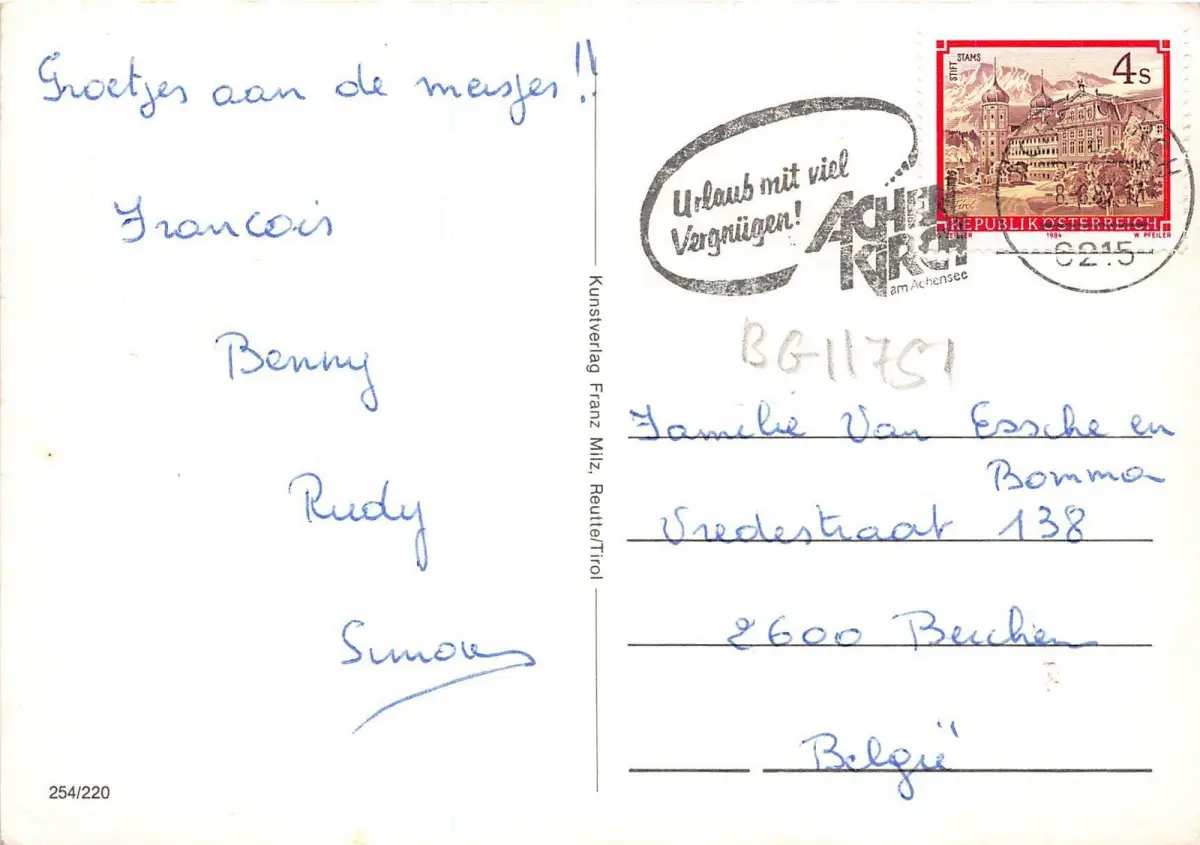 Groetjes aan de meisjes!!
Francois
Benny
Rudy
Simonne
254/220
Kunstverlag Franz Milz, Reutte/Tirol
Urlaub mit viel
Vergnügen!
ACHENKIRCH
am Achensee
STIFT STAMS
4s
REPUBLIK ÖSTERREICH
1984
W. PFEILER
6215
BG11751
Familie Van Essche en
Bomma
Vredestraat 138
2600 Berchem
België